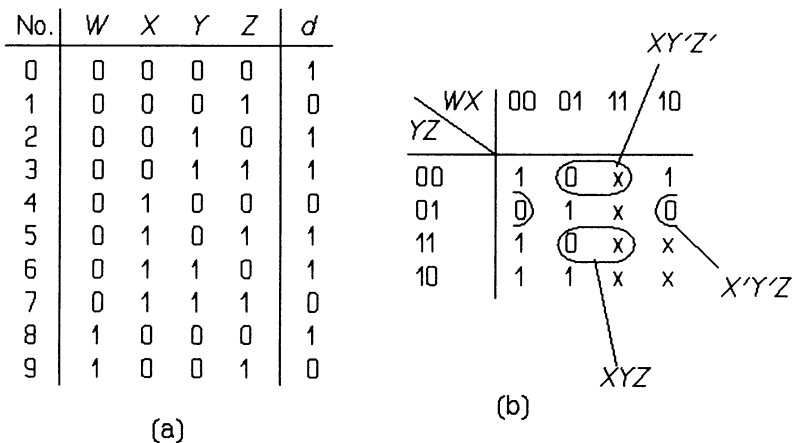 No. W X Y Z d
0 0 0 0 0 1
1 0 0 0 1 0
2 0 0 1 0 1
3 0 0 1 1 1
4 0 1 0 0 0
5 0 1 0 1 1
6 0 1 1 0 1
7 0 1 1 1 0
8 1 0 0 0 1
9 1 0 0 1 0
(a)
XY'Z'
WX 00 01 11 10
YZ
00 1 0 x 1
01 0 1 x 0
11 1 0 x x
10 1 1 x x
X'Y'Z
XYZ
(b)